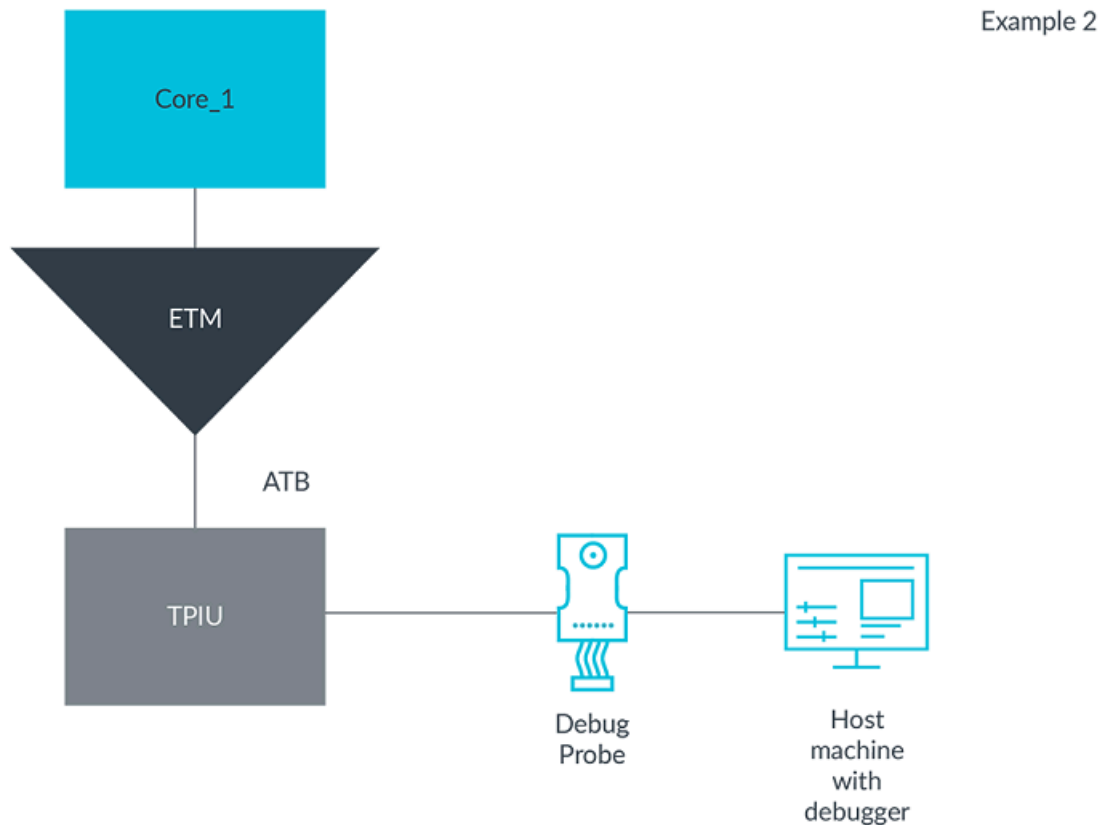 Example 2
Core_1
ETM
ATB
TPIU
Debug
Probe
Host
machine
with
debugger